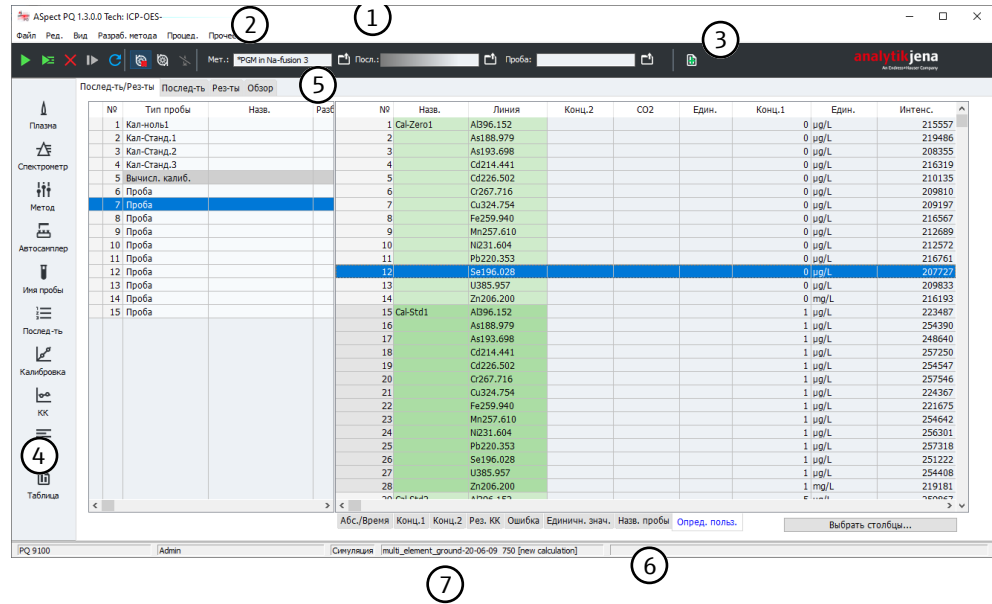 ASpect PQ 1.3.0.0 Tech: ICP-OES-
1
2
Файл Ред. Вид Разраб. метода Процед.
3
Мет.: *PGM in Na-fusion 3 Посл.: Проба:
analytikjena
An Endress+Hauser Company
5
Послед-ть/Рез-ты Послед-ть Рез-ты Обзор
Плазма
Спектрометр
Метод
Автосамплер
Имя пробы
Послед-ть
Калибровка
КК
4
Таблица
№ Тип пробы Назв. Разб
1 Кал-ноль1
2 Кал-Станд.1
3 Кал-Станд.2
4 Кал-Станд.3
5 Вычисл. калиб.
6 Проба
7 Проба
8 Проба
9 Проба
10 Проба
11 Проба
12 Проба
13 Проба
14 Проба
15 Проба
№ Назв. Линия Конц.2 СО2 Един. Конц.1 Един. Интенс.
1 Cal-Zero1 Al396.152 0 µg/L 215557
2 As188.979 0 µg/L 219486
3 As193.698 0 µg/L 208355
4 Cd214.441 0 µg/L 216319
5 Cd226.502 0 µg/L 210135
6 Cr267.716 0 µg/L 209810
7 Cu324.754 0 µg/L 209197
8 Fe259.940 0 µg/L 216567
9 Mn257.610 0 µg/L 212689
10 Ni231.604 0 µg/L 212572
11 Pb220.353 0 µg/L 216761
12 Se196.028 0 µg/L 207727
13 U385.957 0 µg/L 209833
14 Zn206.200 0 mg/L 216193
15 Cal-Std1 Al396.152 1 µg/L 223487
16 As188.979 1 µg/L 254390
17 As193.698 1 µg/L 248640
18 Cd214.441 1 µg/L 257250
19 Cd226.502 1 µg/L 254547
20 Cr267.716 1 µg/L 257546
21 Cu324.754 1 µg/L 224367
22 Fe259.940 1 µg/L 221675
23 Mn257.610 1 µg/L 254642
24 Ni231.604 1 µg/L 256301
25 Pb220.353 1 µg/L 257318
26 Se196.028 1 µg/L 251222
27 U385.957 1 µg/L 254408
28 Zn206.200 1 mg/L 219181
Абс./Время Конц.1 Конц.2 Рез. КК Ошибка Единичн. знач. Назв. пробы Опред. польз.
Выбрать столбцы...
PQ 9100 Admin Симуляция multi_element_ground-20-06-09 750 [new calculation]
6
7